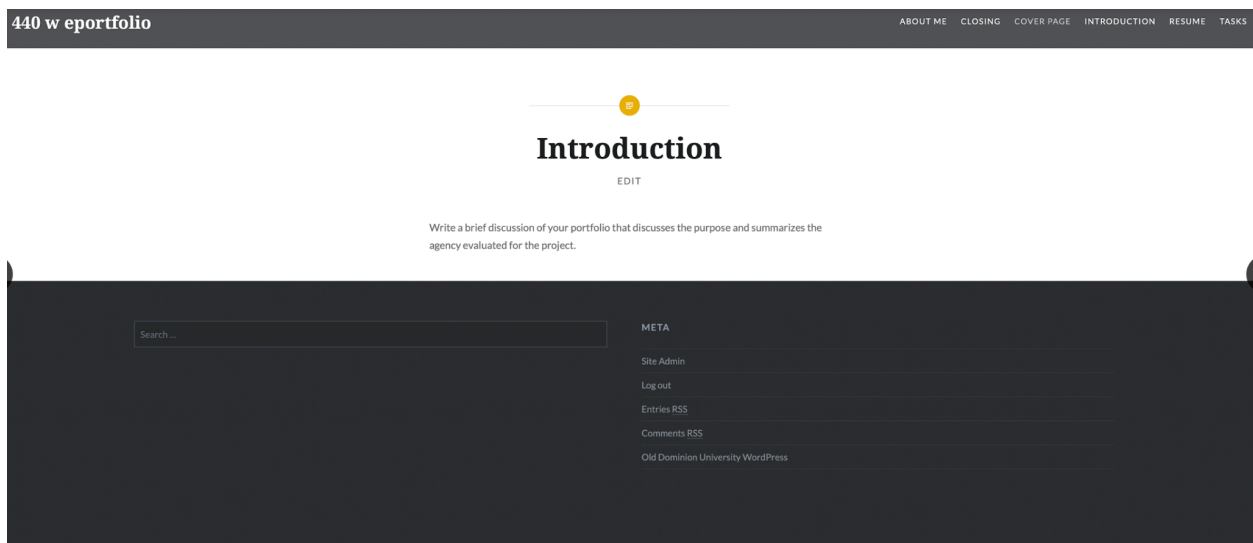 440 w eportfolio
ABOUT ME CLOSING COVER PAGE INTRODUCTION RESUME TASKS
Introduction
EDIT
Write a brief discussion of your portfolio that discusses the purpose and summarizes the
agency evaluated for the project.
Search ...
META
Site Admin
Log out
Entries RSS
Comments RSS
Old Dominion University WordPress